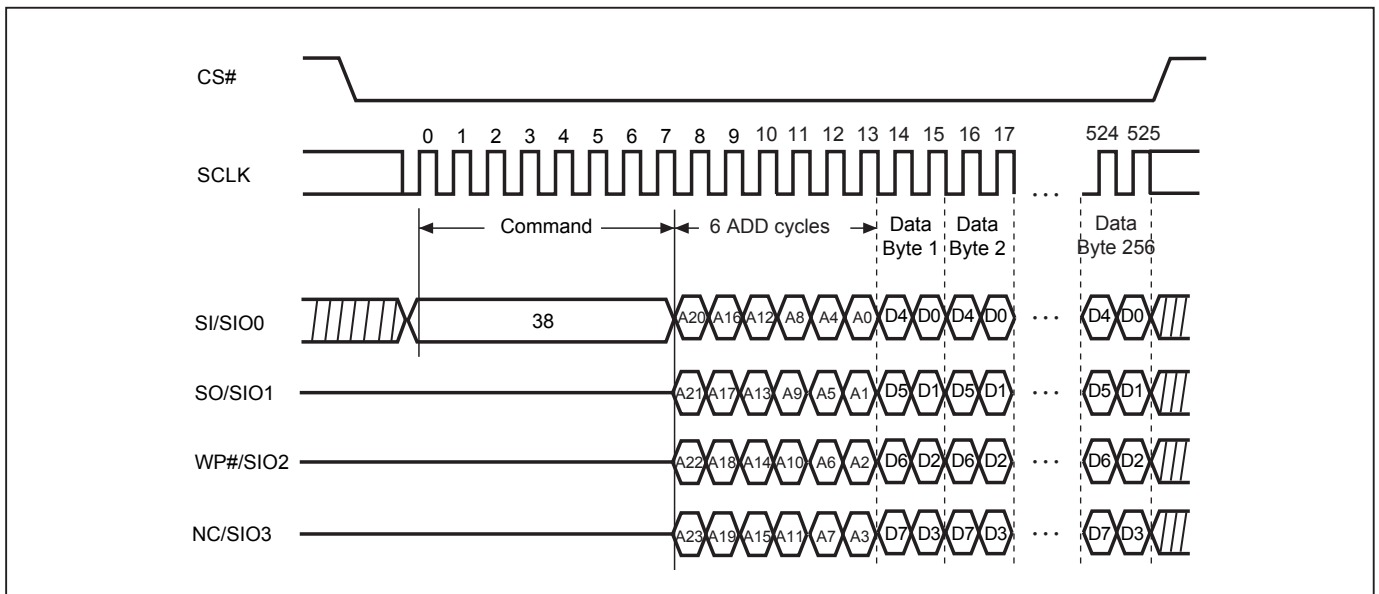 CS#
0 1 2 3 4 5 6 7 8 9 10 11 12 13 14 15 16 17 524 525
SCLK
...
Command 6 ADD cycles Data Data Data
Byte 1 Byte 2 Byte 256
SI/SIO0 38 A20 A16 A12 A8 A4 A0 D4 D0 D4 D0 ... D4 D0
SO/SIO1 A21 A17 A13 A9 A5 A1 D5 D1 D5 D1 ... D5 D1
WP#/SIO2 A22 A18 A14 A10 A6 A2 D6 D2 D6 D2 ... D6 D2
NC/SIO3 A23 A19 A15 A11 A7 A3 D7 D3 D7 D3 ... D7 D3